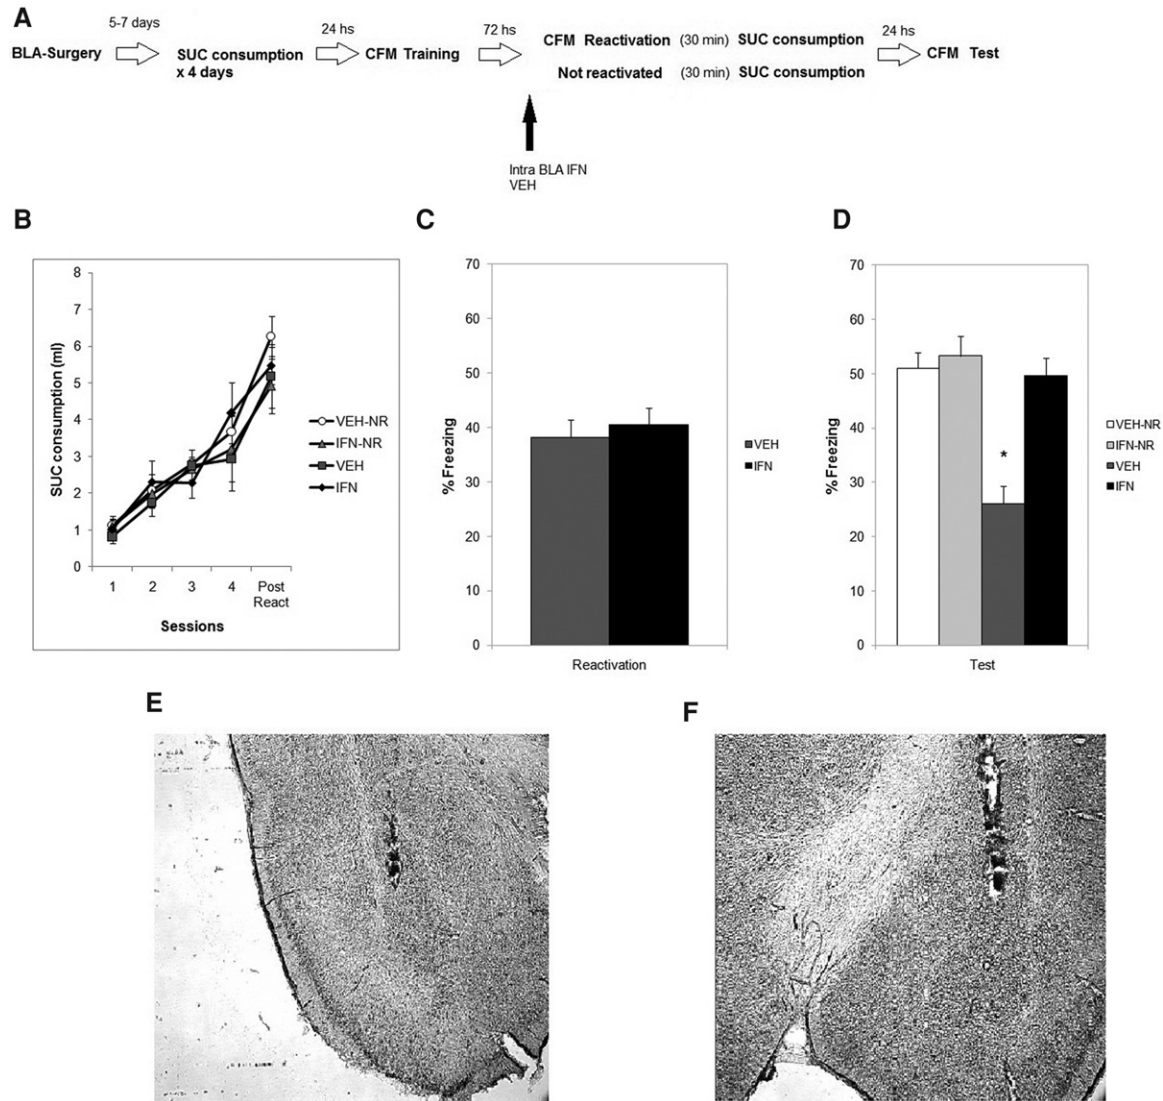 A
5-7 days
24 hs
72 hs
24 hs
BLA-Surgery
SUC consumption
x 4 days
CFM Training
CFM Reactivation (30 min) SUC consumption
Not reactivated (30 min) SUC consumption
CFM Test
Intra BLA IFN
VEH
B
8
7
6
5
4
3
2
1
0
SUC consumption (ml)
1 2 3 4 Post
React
Sessions
VEH-NR
IFN-NR
VEH
IFN
C
70
60
50
40
30
20
10
0
% Freezing
Reactivation
VEH
IFN
D
70
60
50
40
30
20
10
0
% Freezing
*
Test
VEH-NR
IFN-NR
VEH
IFN
E
F